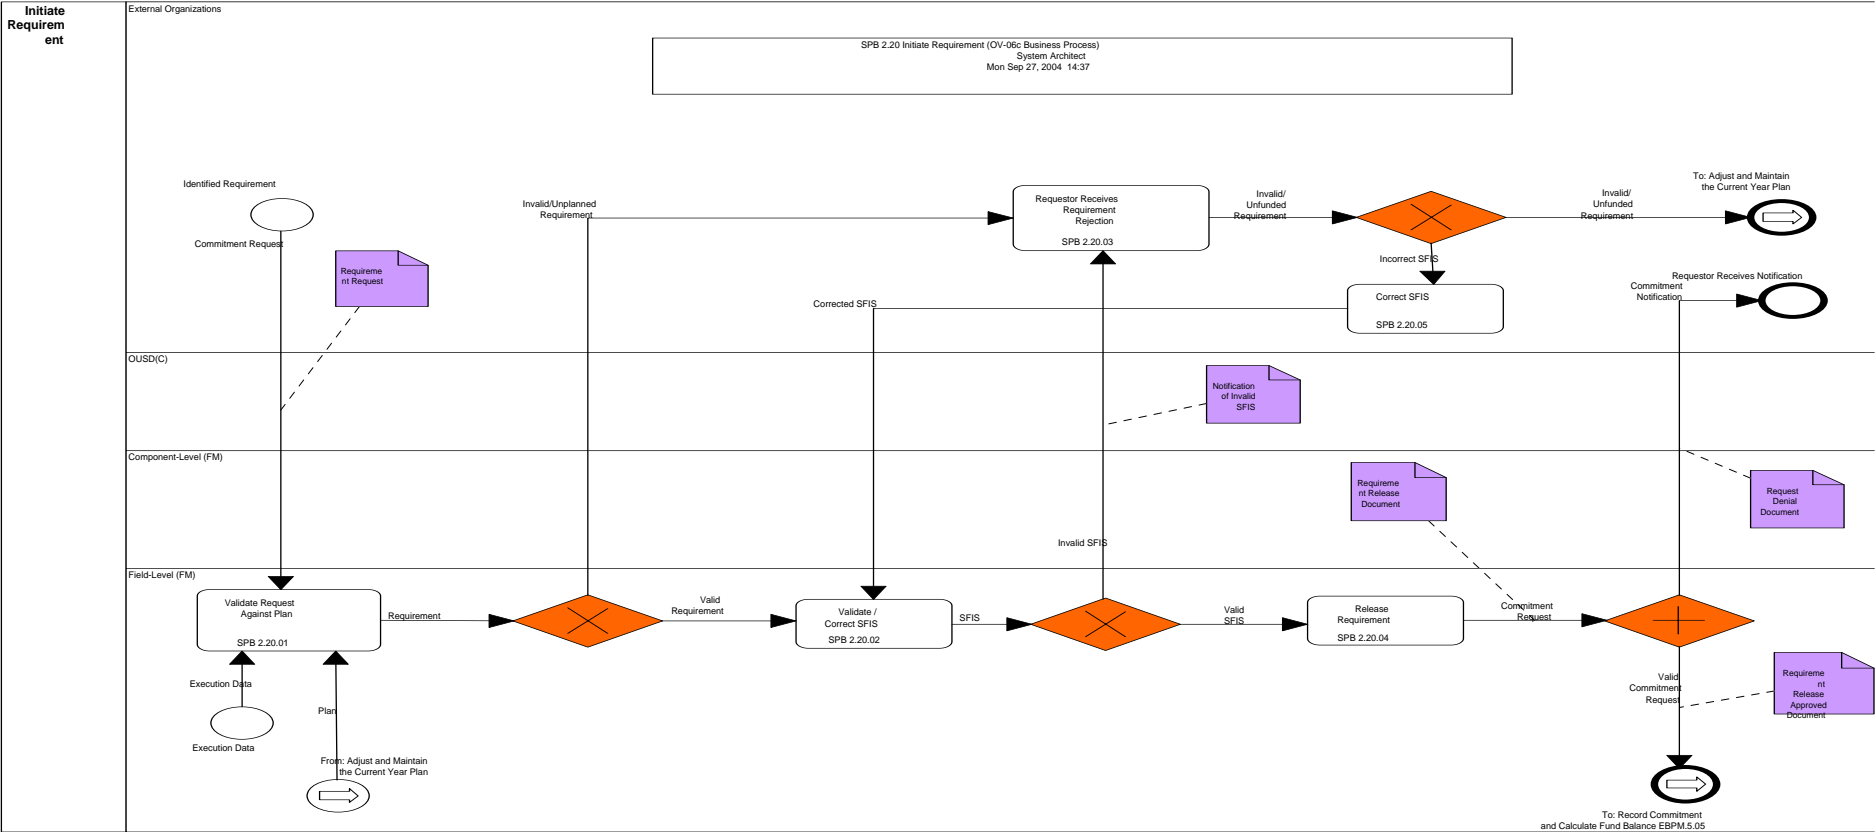 Initiate
Requirem
ent
External Organizations
SPB 2.20 Initiate Requirement (OV-06c Business Process)
System Architect
Mon Sep 27, 2004  14:37
Identified Requirement
Commitment Request
Requireme
nt Request
Invalid/Unplanned
Requirement
Requestor Receives
Requirement
Rejection
SPB 2.20.03
Invalid/
Unfunded
Requirement
Invalid/
Unfunded
Requirement
To: Adjust and Maintain
the Current Year Plan
Incorrect SFIS
Correct SFIS
SPB 2.20.05
Corrected SFIS
Requestor Receives Notification
Commitment
Notification
OUSD(C)
Notification
of Invalid
SFIS
Component-Level (FM)
Requireme
nt Release
Document
Request
Denial
Document
Invalid SFIS
Field-Level (FM)
Validate Request
Against Plan
SPB 2.20.01
Requirement
Valid
Requirement
Validate /
Correct SFIS
SPB 2.20.02
SFIS
Valid
SFIS
Release
Requirement
SPB 2.20.04
Commitment
Request
Execution Data
Execution Data
Plan
From: Adjust and Maintain
the Current Year Plan
Valid
Commitment
Request
Requireme
nt
Release
Approved
Document
To: Record Commitment
and Calculate Fund Balance EBPM.5.05